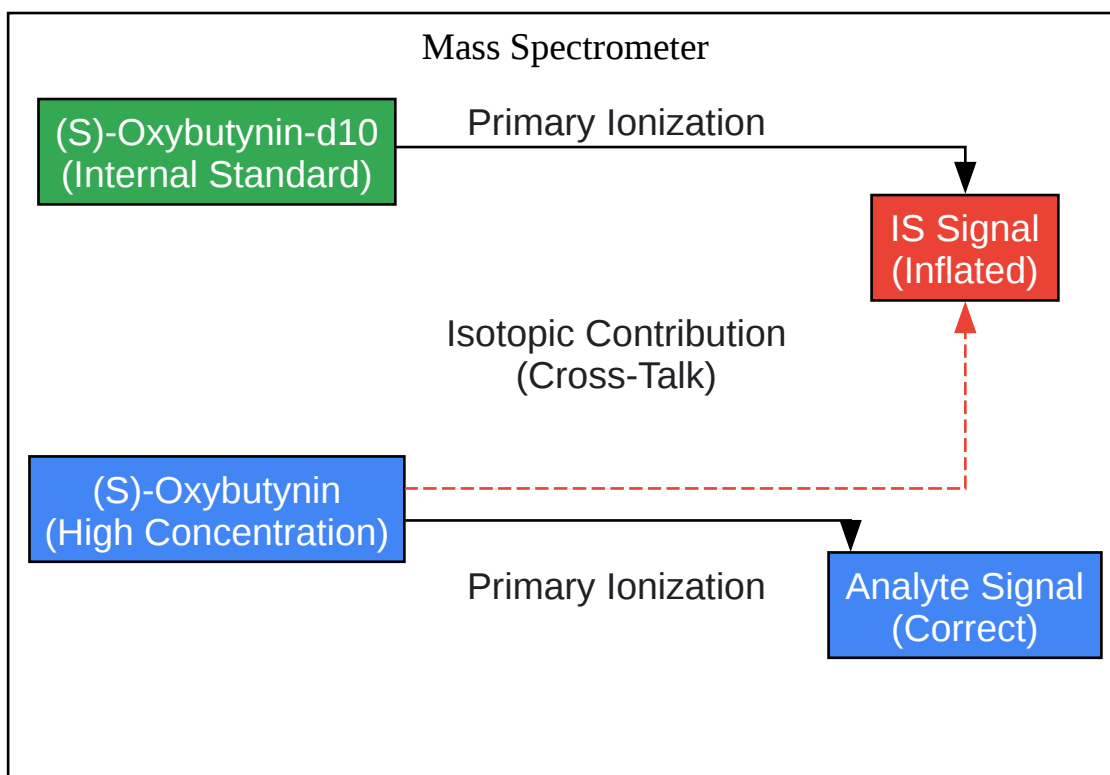 Mass Spectrometer
(S)-Oxybutynin-d10
(Internal Standard)
Primary Ionization
IS Signal
(Inflated)
Isotopic Contribution
(Cross-Talk)
(S)-Oxybutynin
(High Concentration)
Primary Ionization
Analyte Signal
(Correct)